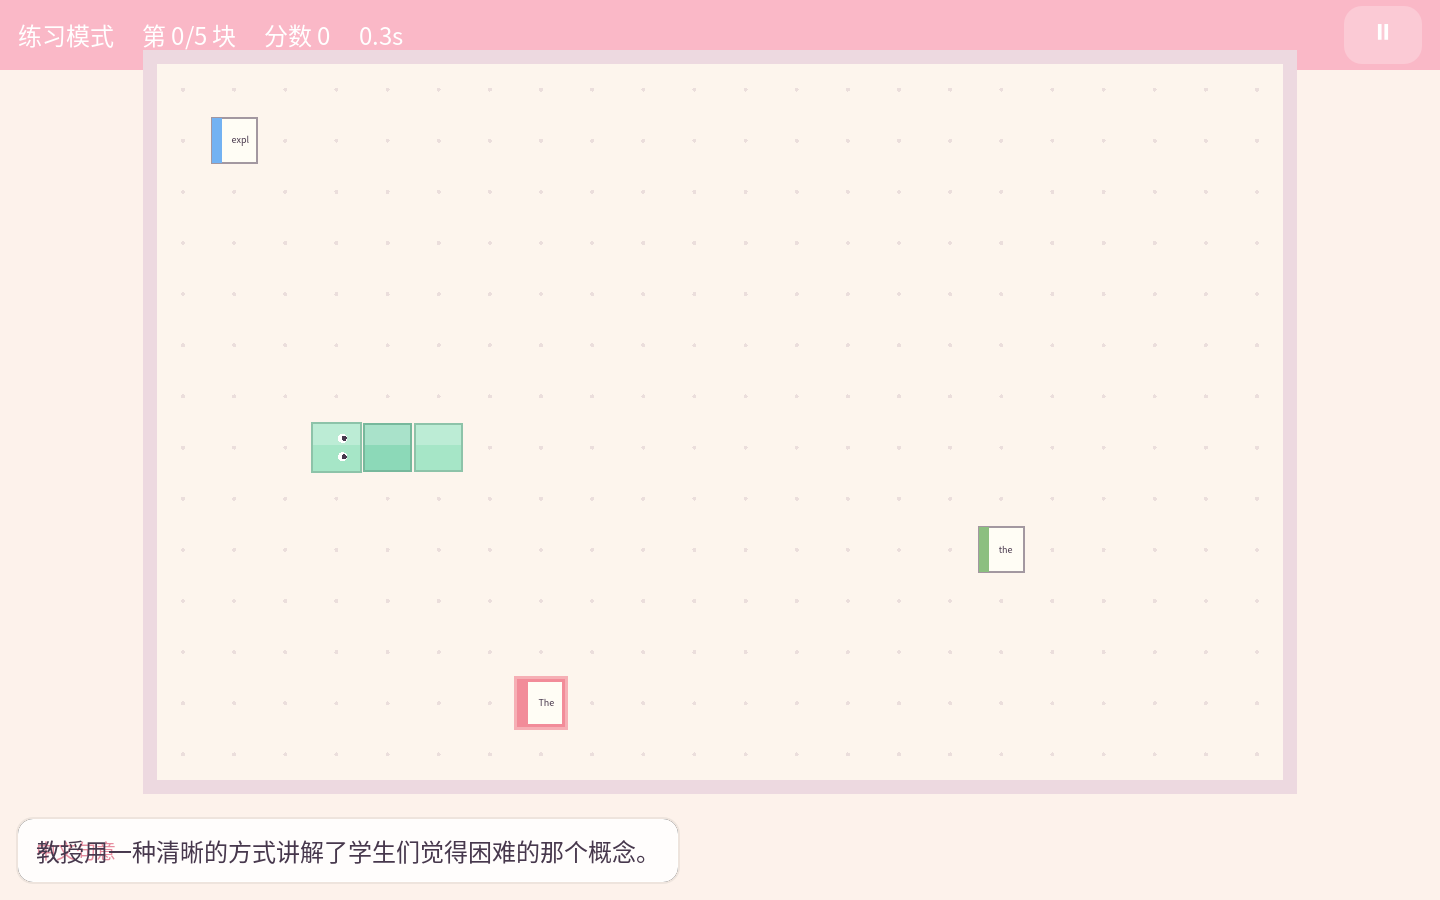 练习模式 第 0/5 块 分数 0 0.3s
expl
the
The
教授用一种清晰的方式讲解了学生们觉得困难的那个概念。